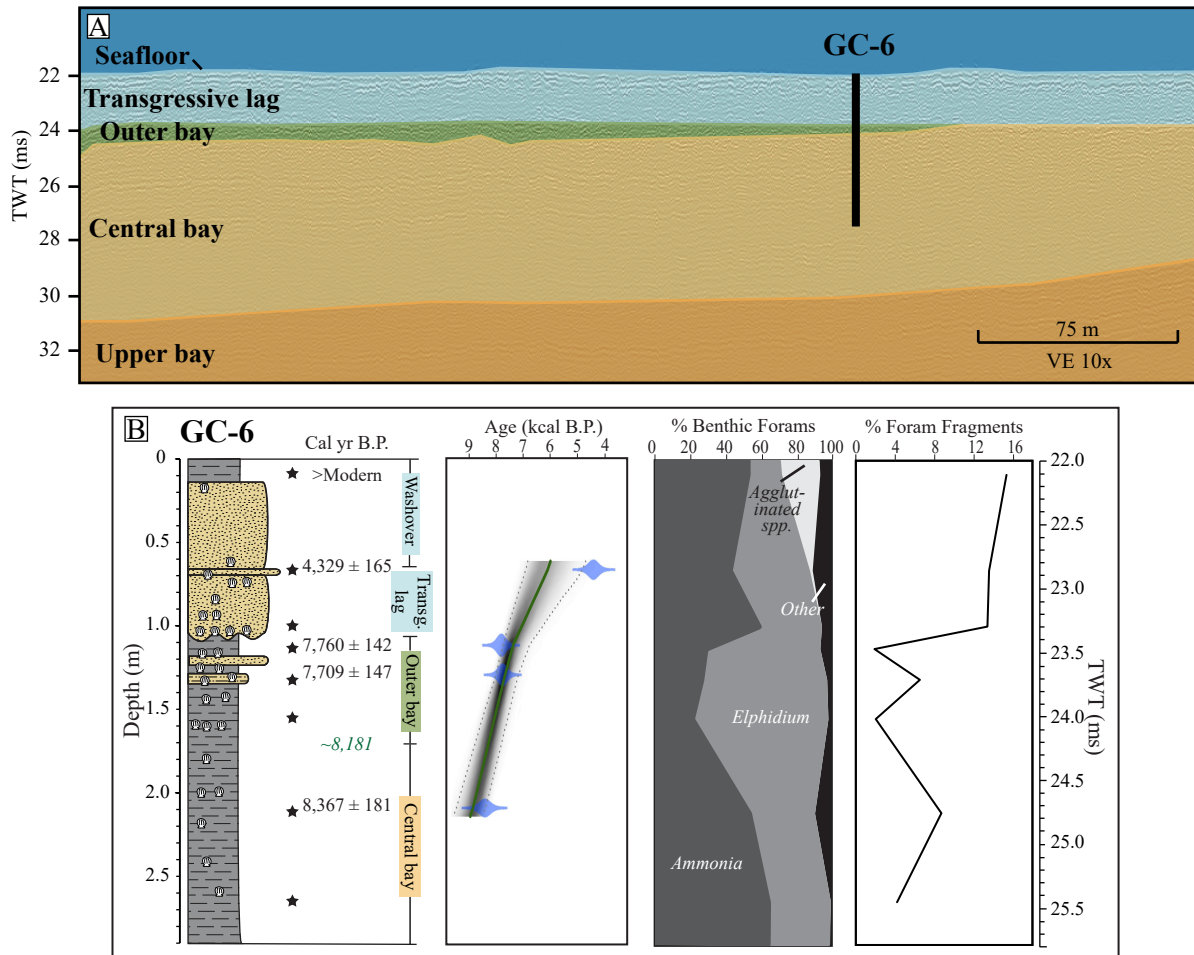 A
GC-6
Seafloor
22
Transgressive lag
24
Outer bay
26
TWT (ms)
Central bay
28
30
75 m
VE 10x
32
Upper bay
B
GC-6
Cal yr B.P.
Age (kcal B.P.)
9 8 7 6 5 4
% Benthic Forams
0 20 40 60 80 100
% Foram Fragments
0 4 8 12 16
Depth (m)
0
0.5
1.0
1.5
2.0
2.5
>Modern
4,329 ± 165
7,760 ± 142
7,709 ± 147
~8,181
8,367 ± 181
Washover
Transg.
lag
Outer bay
Central bay
Agglut-
inated
spp.
Other
Elphidium
Ammonia
22.0
22.5
23.0
23.5
24.0
24.5
25.0
25.5
TWT (ms)